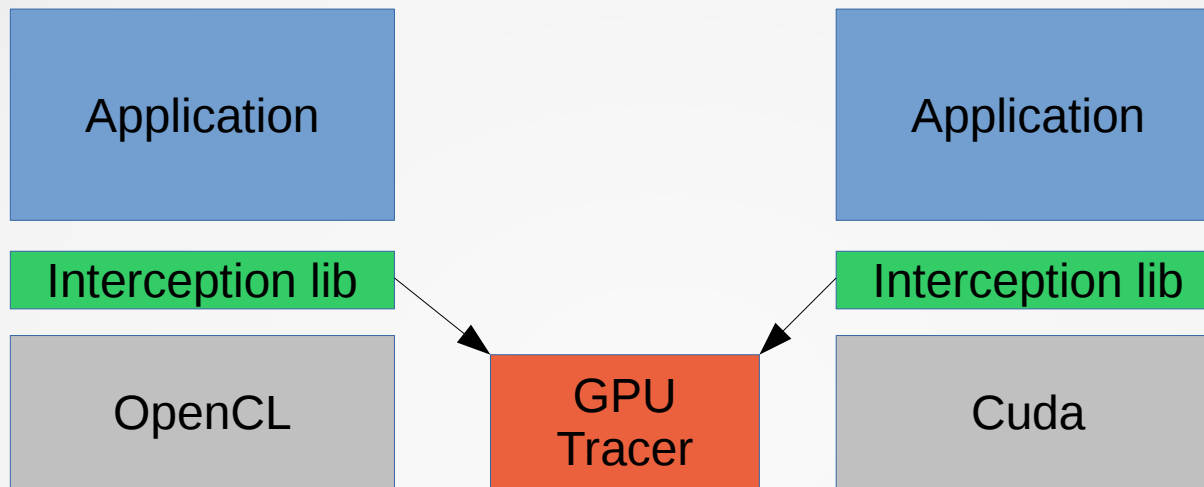 Application
Application
Interception lib
Interception lib
OpenCL
GPU
Tracer
Cuda